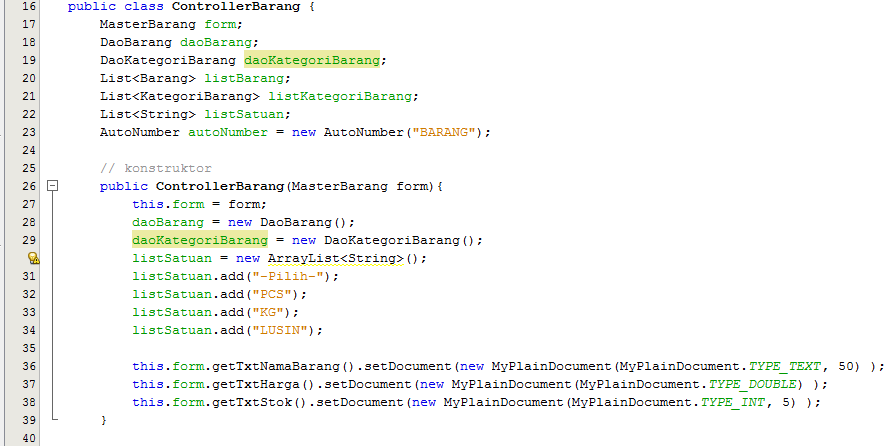 16 public class ControllerBarang {
17     MasterBarang form;
18     DaoBarang daoBarang;
19     DaoKategoriBarang daoKategoriBarang;
20     List<Barang> listBarang;
21     List<KategoriBarang> listKategoriBarang;
22     List<String> listSatuan;
23     AutoNumber autoNumber = new AutoNumber("BARANG");
24
25     // konstruktor
26     public ControllerBarang(MasterBarang form){
27         this.form = form;
28         daoBarang = new DaoBarang();
29         daoKategoriBarang = new DaoKategoriBarang();
        listSatuan = new ArrayList<String>();
31         listSatuan.add("-Pilih-");
32         listSatuan.add("PCS");
33         listSatuan.add("KG");
34         listSatuan.add("LUSIN");
35
36         this.form.getTxtNamaBarang().setDocument(new MyPlainDocument(MyPlainDocument.TYPE_TEXT, 50) );
37         this.form.getTxtHarga().setDocument(new MyPlainDocument(MyPlainDocument.TYPE_DOUBLE) );
38         this.form.getTxtStok().setDocument(new MyPlainDocument(MyPlainDocument.TYPE_INT, 5) );
39     }
40